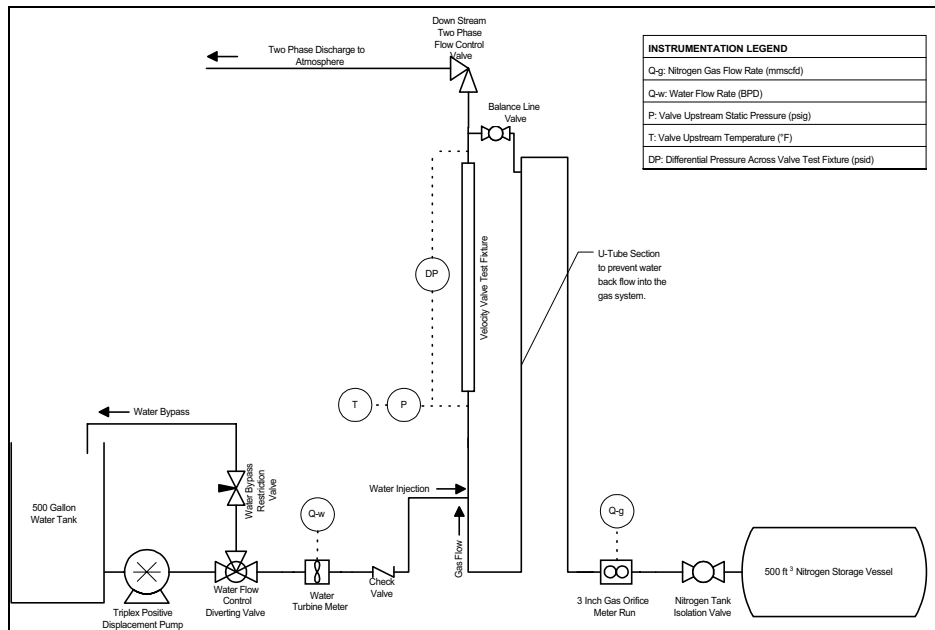 Down Stream
Two Phase
Flow Control
Valve
Two Phase Discharge to
Atmosphere
INSTRUMENTATION LEGEND
Q-g: Nitrogen Gas Flow Rate (mmscfd)
Q-w: Water Flow Rate (BPD)
P: Valve Upstream Static Pressure (psig)
T: Valve Upstream Temperature (°F)
DP: Differential Pressure Across Valve Test Fixture (psid)
Balance Line
Valve
DP
Velocity Valve Test Fixture
U-Tube Section
to prevent water
back flow into the
gas system.
T
P
Water Bypass
Water Bypass
Restriction
Valve
500 Gallon
Water Tank
Water Injection
Q-w
Gas Flow
Q-g
500 ft³ Nitrogen Storage Vessel
Triplex Positive
Displacement Pump
Water Flow
Control
Diverting Valve
Water
Turbine Meter
Check
Valve
3 Inch Gas Orifice
Meter Run
Nitrogen Tank
Isolation Valve